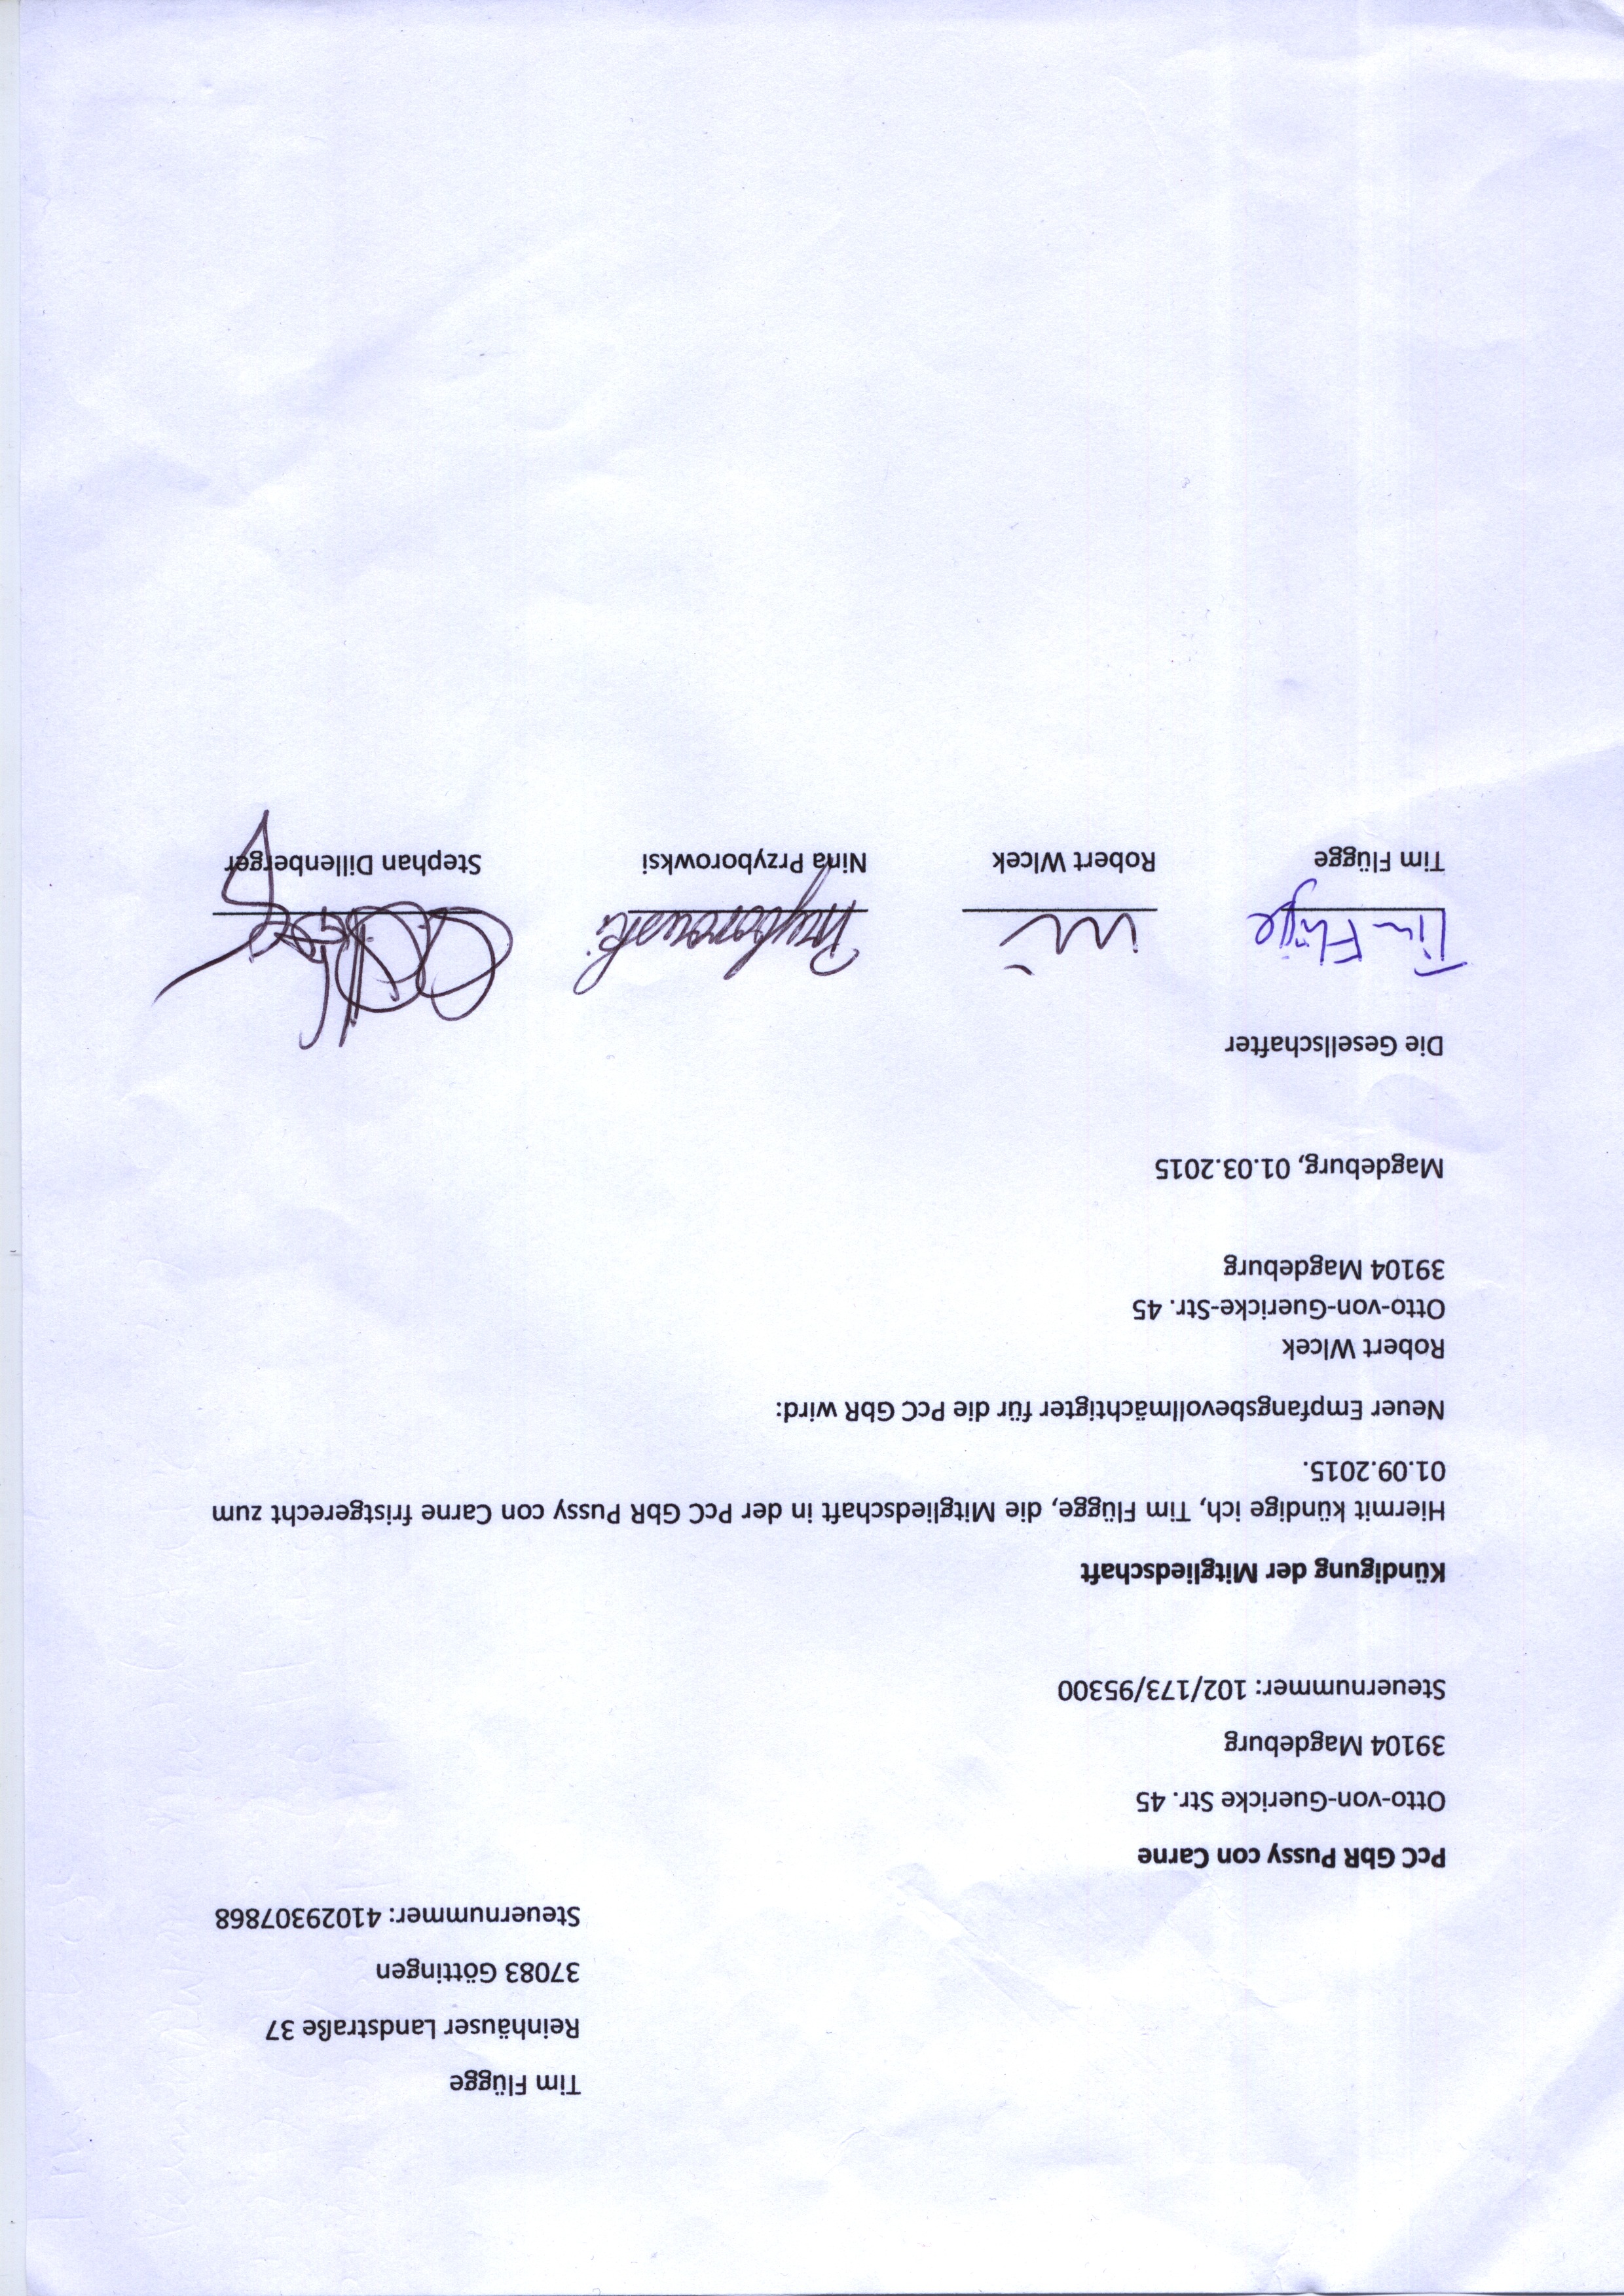 Tim Flügge
Reinhäuser Landstraße 37
37083 Göttingen
Steuernummer: 41029307868
PcC GbR Pussy con Carne
Otto-von-Guericke Str. 45
39104 Magdeburg
Steuernummer: 102/173/95300
Kündigung der Mitgliedschaft
Hiermit kündige ich, Tim Flügge, die Mitgliedschaft in der PcC GbR Pussy con Carne fristgerecht zum
01.09.2015.
Neuer Empfangsbevollmächtigter für die PcC GbR wird:
Robert Wlcek
Otto-von-Guericke-Str. 45
39104 Magdeburg
Magdeburg, 01.03.2015
Die Gesellschafter
Tim Flügge Przyborowski
Tim Flügge Robert Wlcek Nina Przyborowksi Stephan Dillenberger